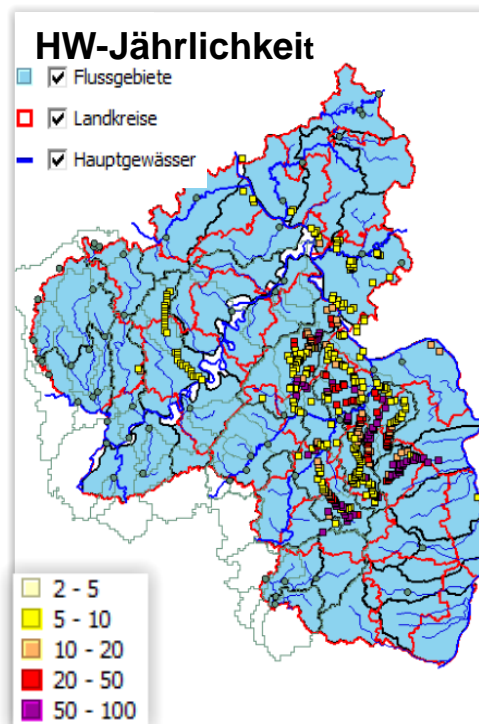 HW-Jährlichkeit
Flussgebiete
Landkreise
Hauptgewässer
2 - 5
5 - 10
10 - 20
20 - 50
50 - 100